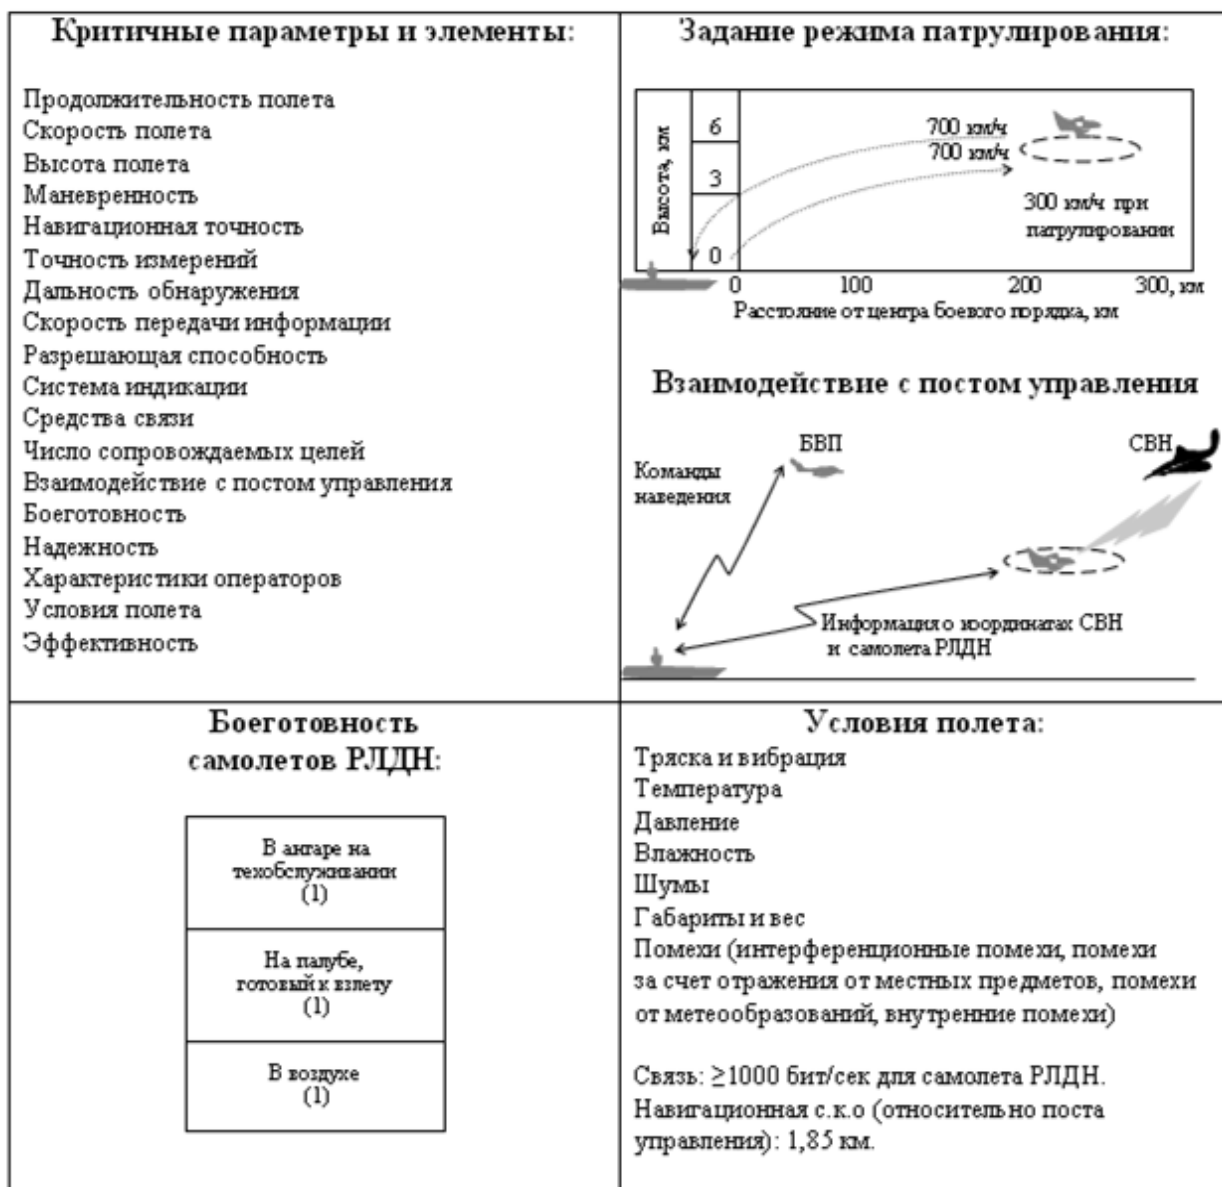 Критичные параметры и элементы:
Продолжительность полета
Скорость полета
Высота полета
Маневренность
Навигационная точность
Точность измерений
Дальность обнаружения
Скорость передачи информации
Разрешающая способность
Система индикации
Средства связи
Число сопровождаемых целей
Взаимодействие с постом управления
Боеготовность
Надежность
Характеристики операторов
Условия полета
Эффективность
Задание режима патрулирования:
Высота, км
6
3
0
700 км/ч
700 км/ч
300 км/ч при
патрулировании
0 100 200 300, км
Расстояние от центра боевого порядка, км
Взаимодействие с постом управления
БВП
СВН
Команды
наведения
Информация о координатах СВН
и самолета РЛДН
Боеготовность
самолетов РЛДН:
В ангаре на
техобслуживании
(1)
На палубе,
готовый к взлету
(1)
В воздухе
(1)
Условия полета:
Тряска и вибрация
Температура
Давление
Влажность
Шумы
Габариты и вес
Помехи (интерференционные помехи, помехи
за счет отражения от местных предметов, помехи
от метеообразований, внутренние помехи)
Связь: ≥1000 бит/сек для самолета РЛДН.
Навигационная с.к.о (относительно поста
управления): 1,85 км.